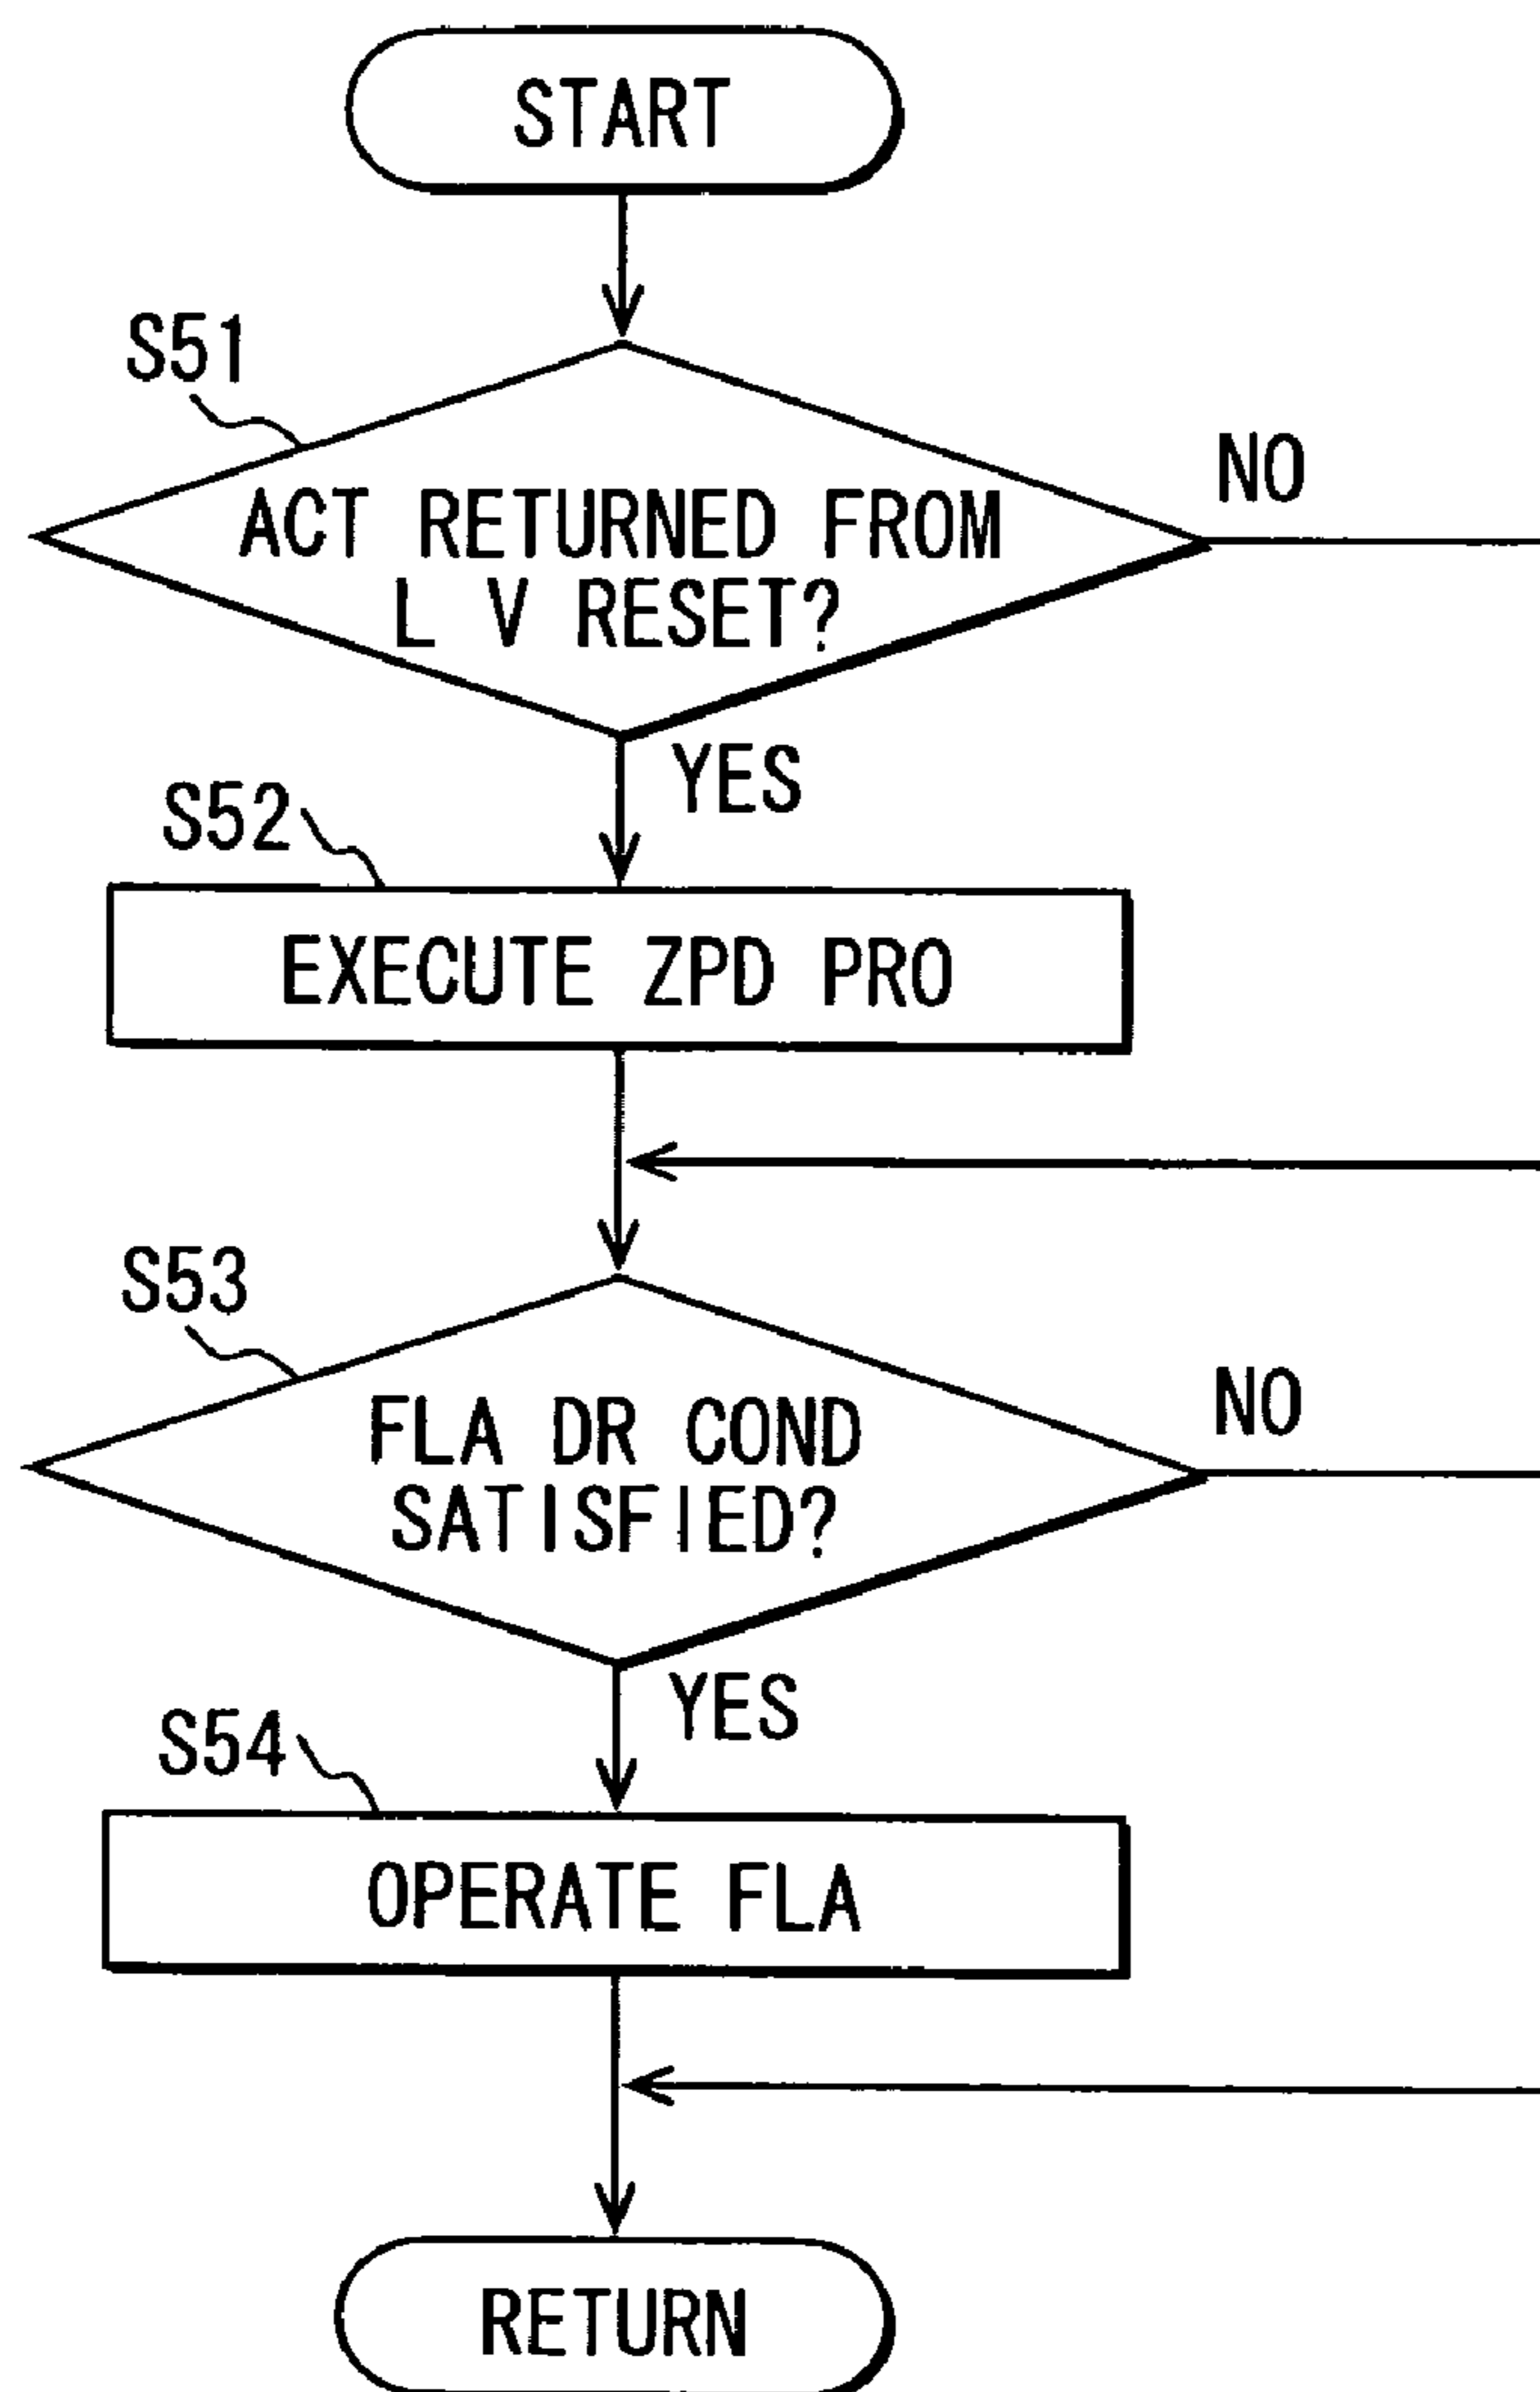 START
S51
NO
ACT RETURNED FROM
L V RESET?
YES
S52
EXECUTE ZPD PRO
S53
NO
FLA DR COND
SATISFIED?
YES
S54
OPERATE FLA
RETURN